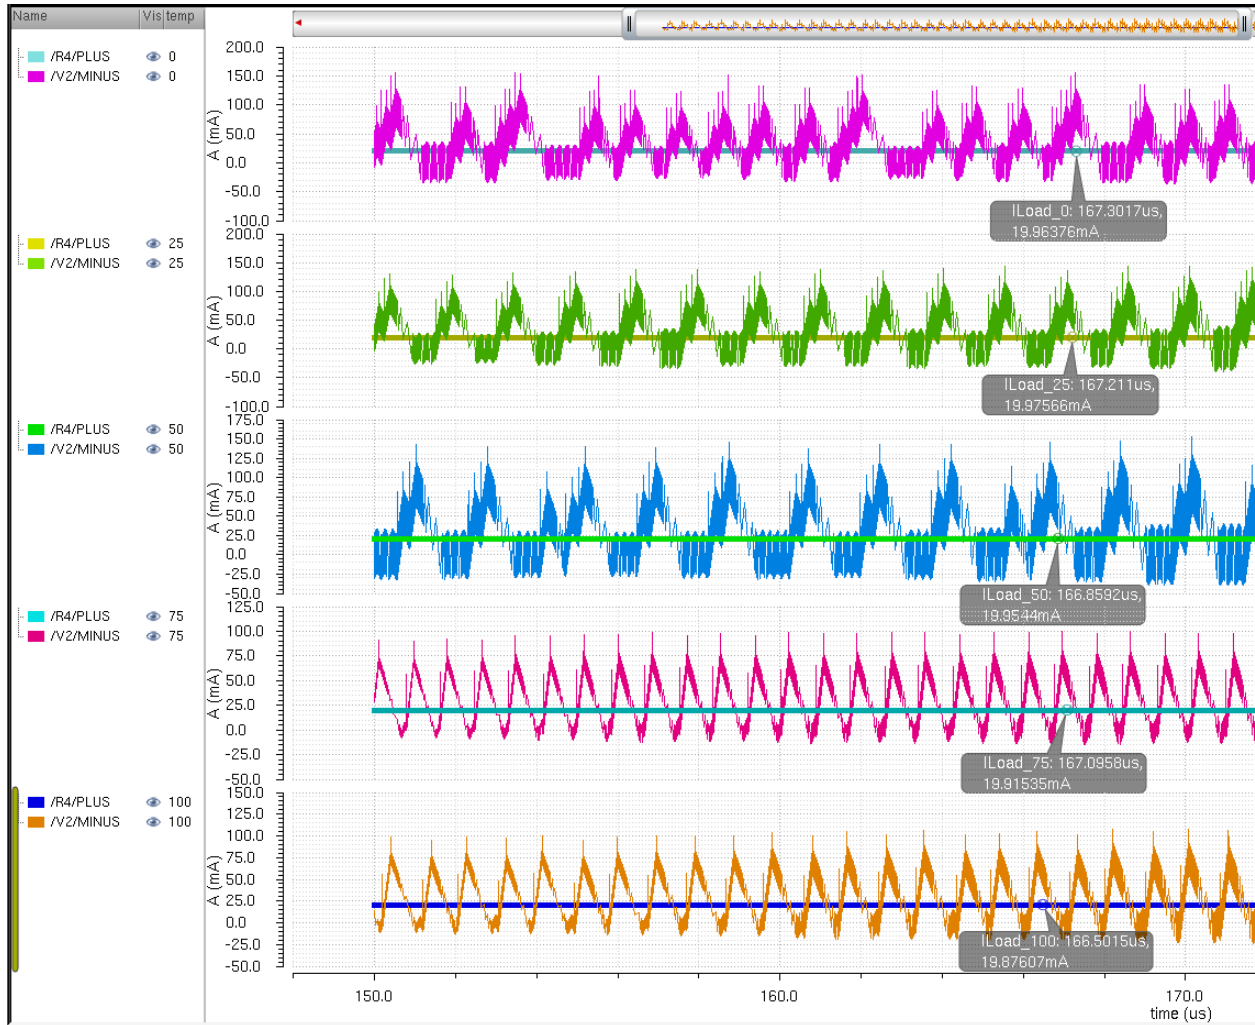 Name Vis temp
/R4/PLUS 0
/V2/MINUS 0
200.0
150.0
100.0
50.0
0.0
-50.0
-100.0
A (mA)
ILoad_0: 167.3017us,
19.96376mA
/R4/PLUS 25
/V2/MINUS 25
200.0
150.0
100.0
50.0
0.0
-50.0
-100.0
A (mA)
ILoad_25: 167.211us,
19.97566mA
/R4/PLUS 50
/V2/MINUS 50
175.0
150.0
125.0
100.0
75.0
50.0
25.0
0.0
-25.0
-50.0
A (mA)
ILoad_50: 166.8592us,
19.9544mA
/R4/PLUS 75
/V2/MINUS 75
125.0
100.0
75.0
50.0
25.0
0.0
-25.0
-50.0
A (mA)
ILoad_75: 167.0958us,
19.91535mA
/R4/PLUS 100
/V2/MINUS 100
150.0
125.0
100.0
75.0
50.0
25.0
0.0
-25.0
-50.0
A (mA)
ILoad_100: 166.5015us,
19.87607mA
150.0 160.0 170.0
time (us)